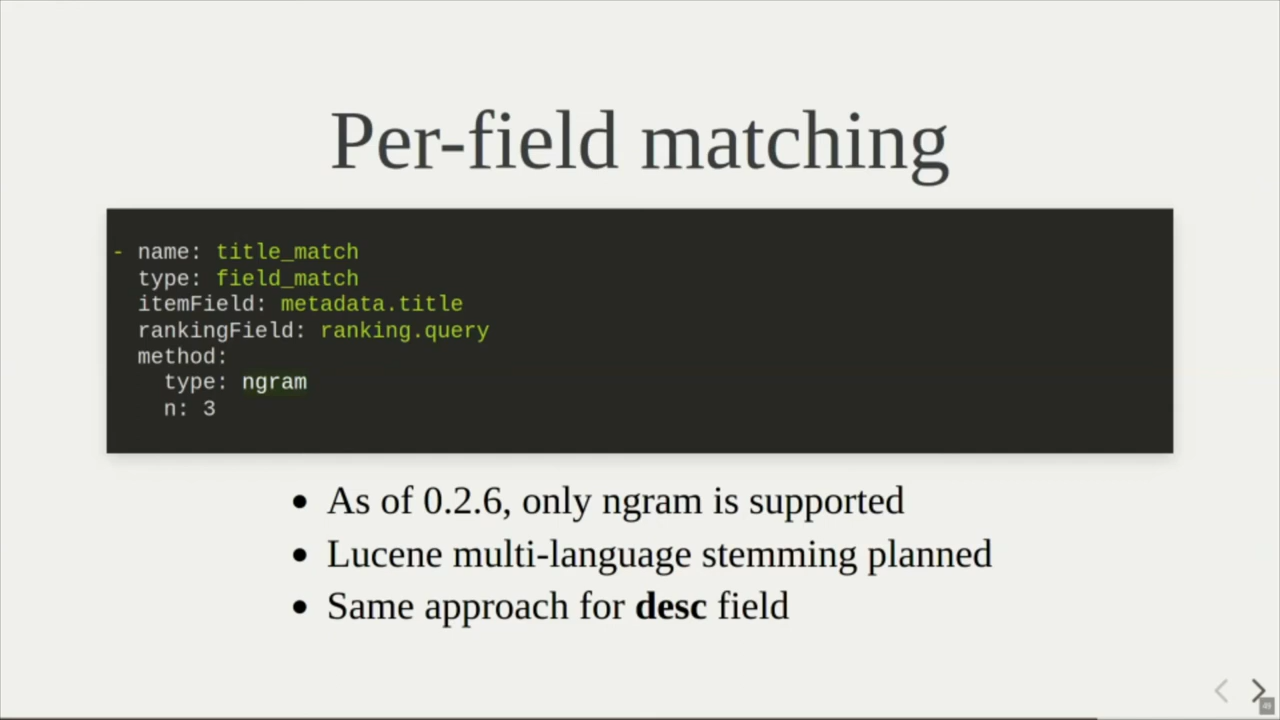 Per-field matching
- name: title_match
  type: field_match
  itemField: metadata.title
  rankingField: ranking.query
  method:
    type: ngram
    n: 3
• As of 0.2.6, only ngram is supported
• Lucene multi-language stemming planned
• Same approach for desc field
49